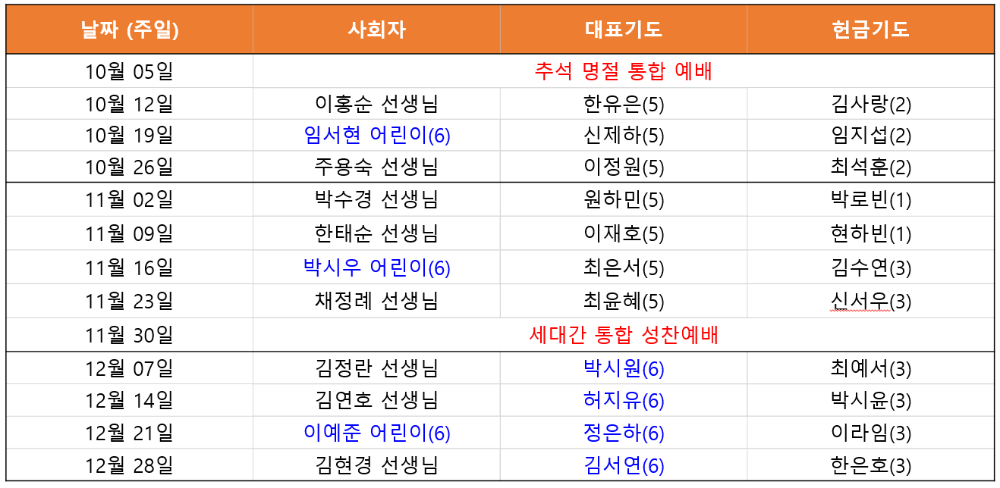 날짜 (주일) 사회자 대표기도 헌금기도
10월 05일 추석 명절 통합 예배
10월 12일 이홍순 선생님 한유은(5) 김사랑(2)
10월 19일 임서현 어린이(6) 신제하(5) 임지섭(2)
10월 26일 주용숙 선생님 이정원(5) 최석훈(2)
11월 02일 박수경 선생님 원하민(5) 박로빈(1)
11월 09일 한태순 선생님 이재호(5) 현하빈(1)
11월 16일 박시우 어린이(6) 최은서(5) 김수연(3)
11월 23일 채정례 선생님 최윤혜(5) 신서우(3)
11월 30일 세대간 통합 성찬예배
12월 07일 김정란 선생님 박시원(6) 최예서(3)
12월 14일 김연호 선생님 허지유(6) 박시윤(3)
12월 21일 이예준 어린이(6) 정은하(6) 이라임(3)
12월 28일 김현경 선생님 김서연(6) 한은호(3)